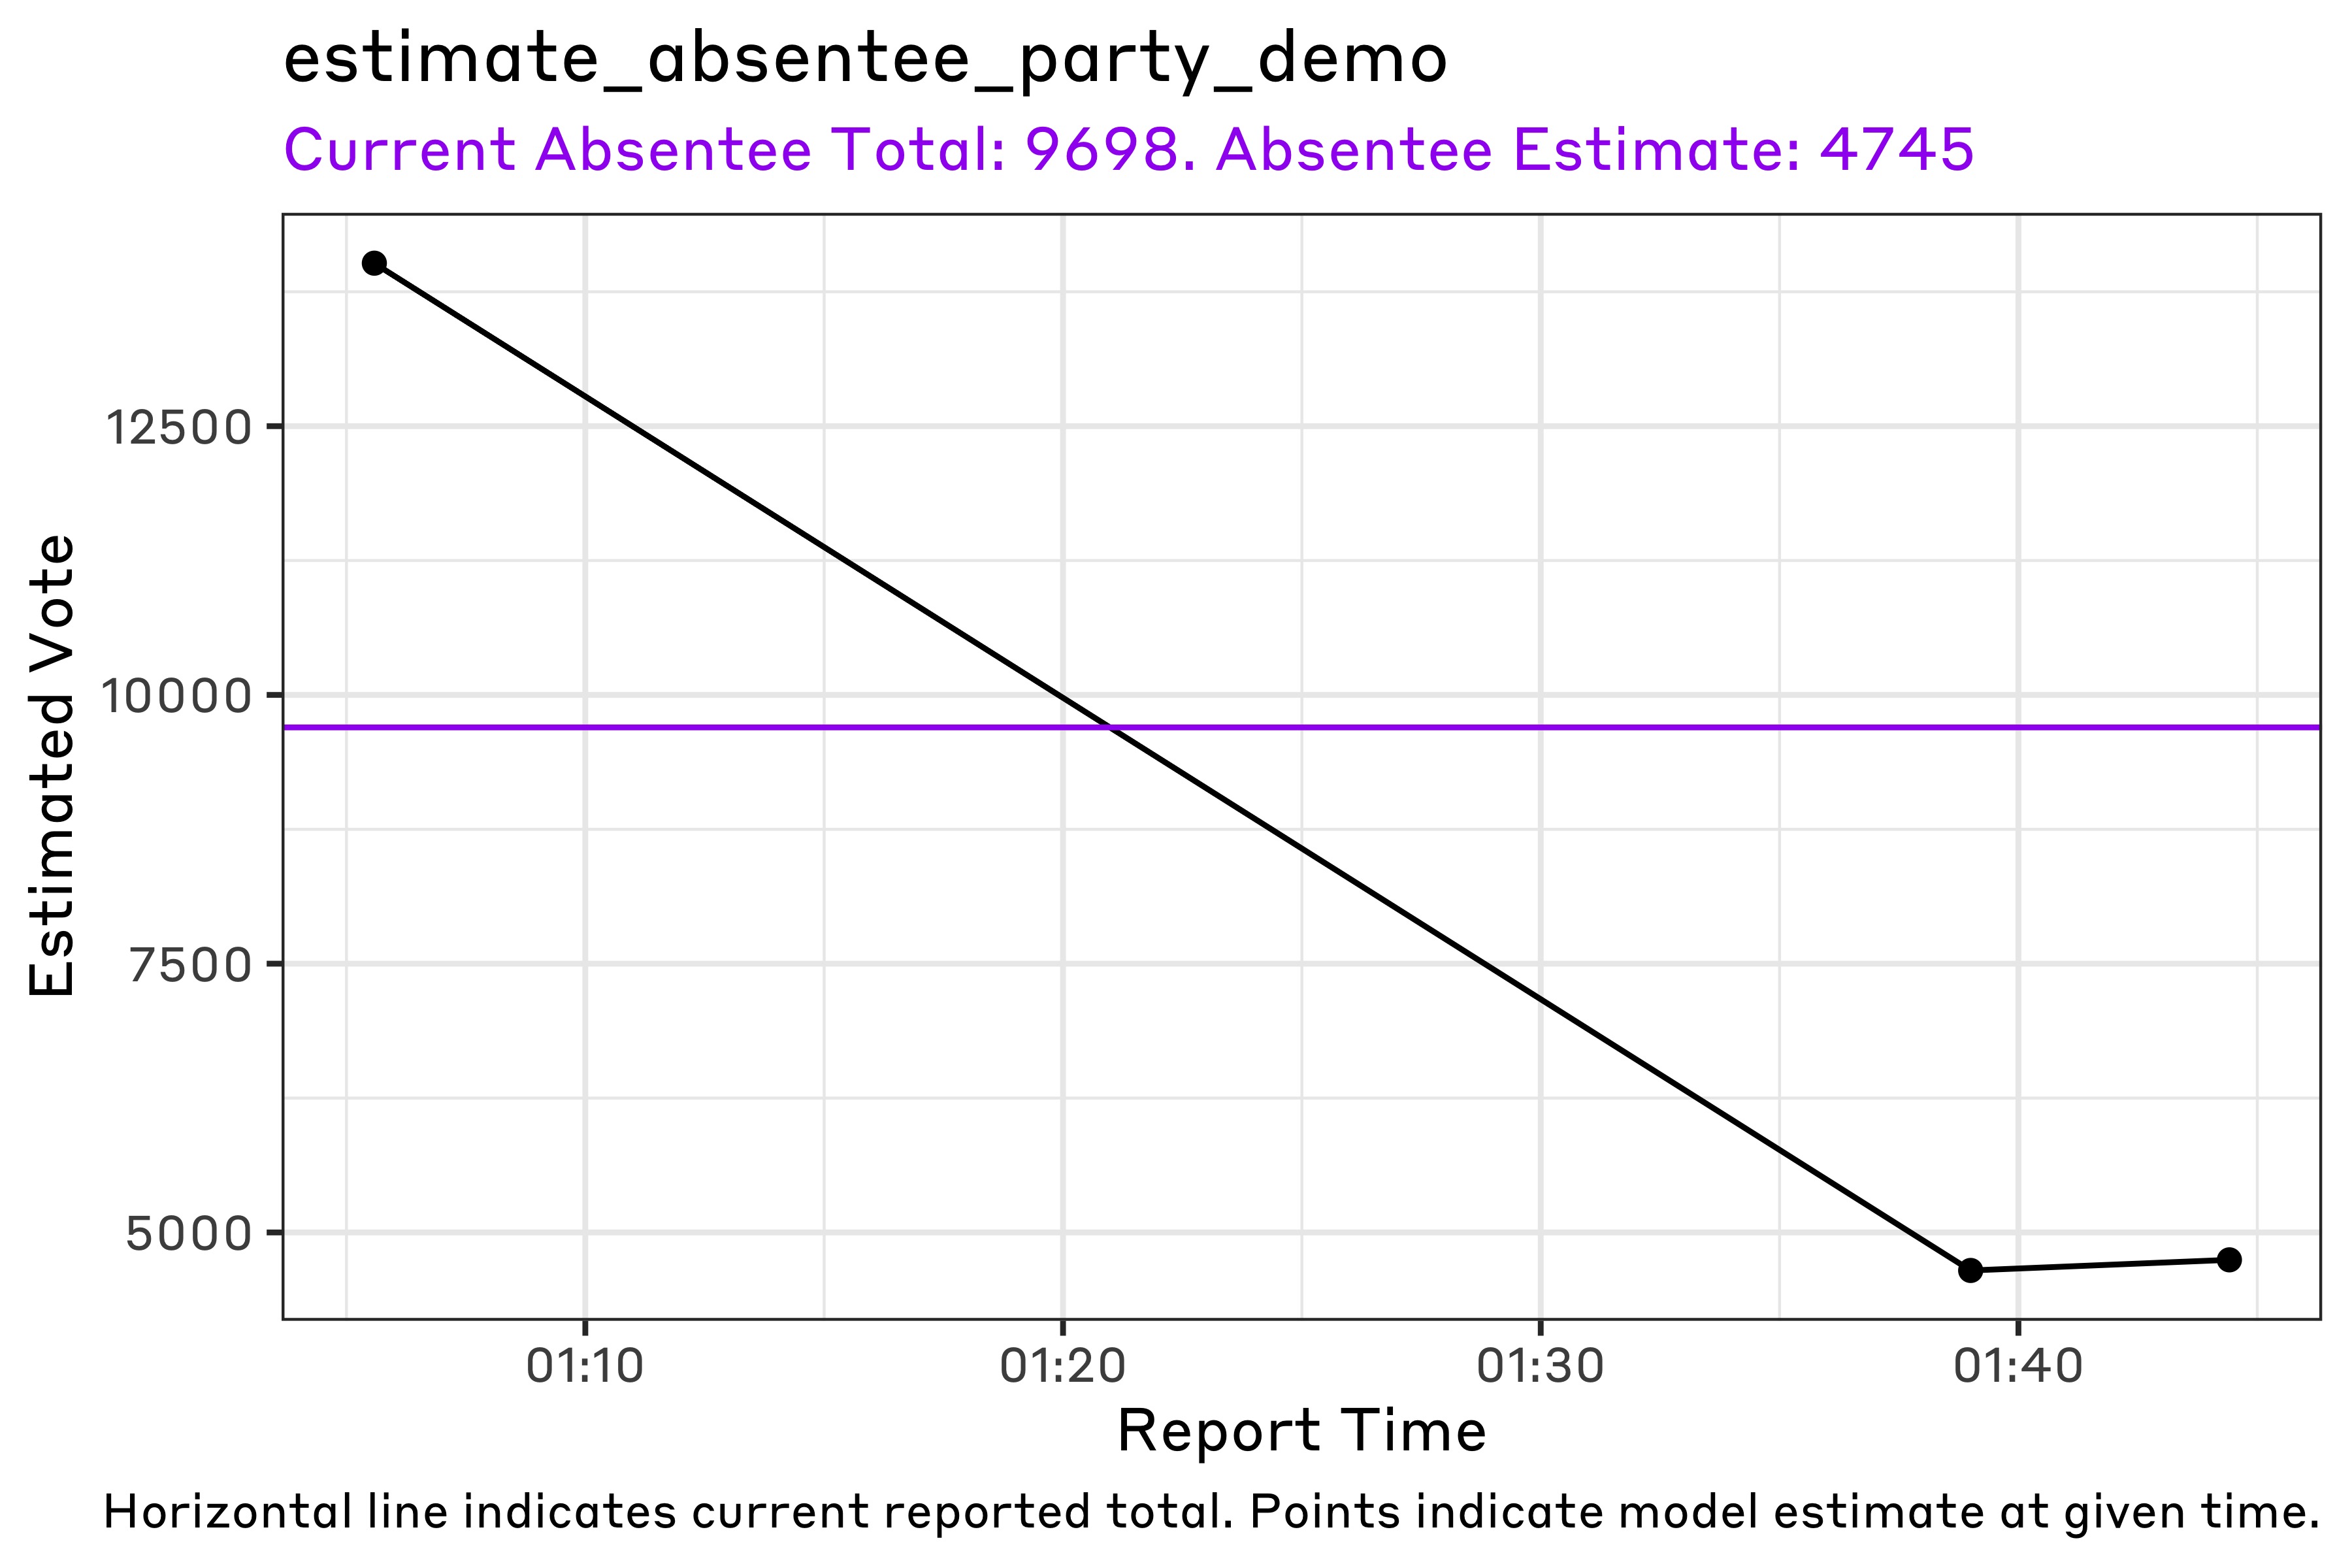 estimate_absentee_party_demo
Current Absentee Total: 9698. Absentee Estimate: 4745
Estimated Vote
12500
10000
7500
5000
01:10 01:20 01:30 01:40
Report Time
Horizontal line indicates current reported total. Points indicate model estimate at given time.